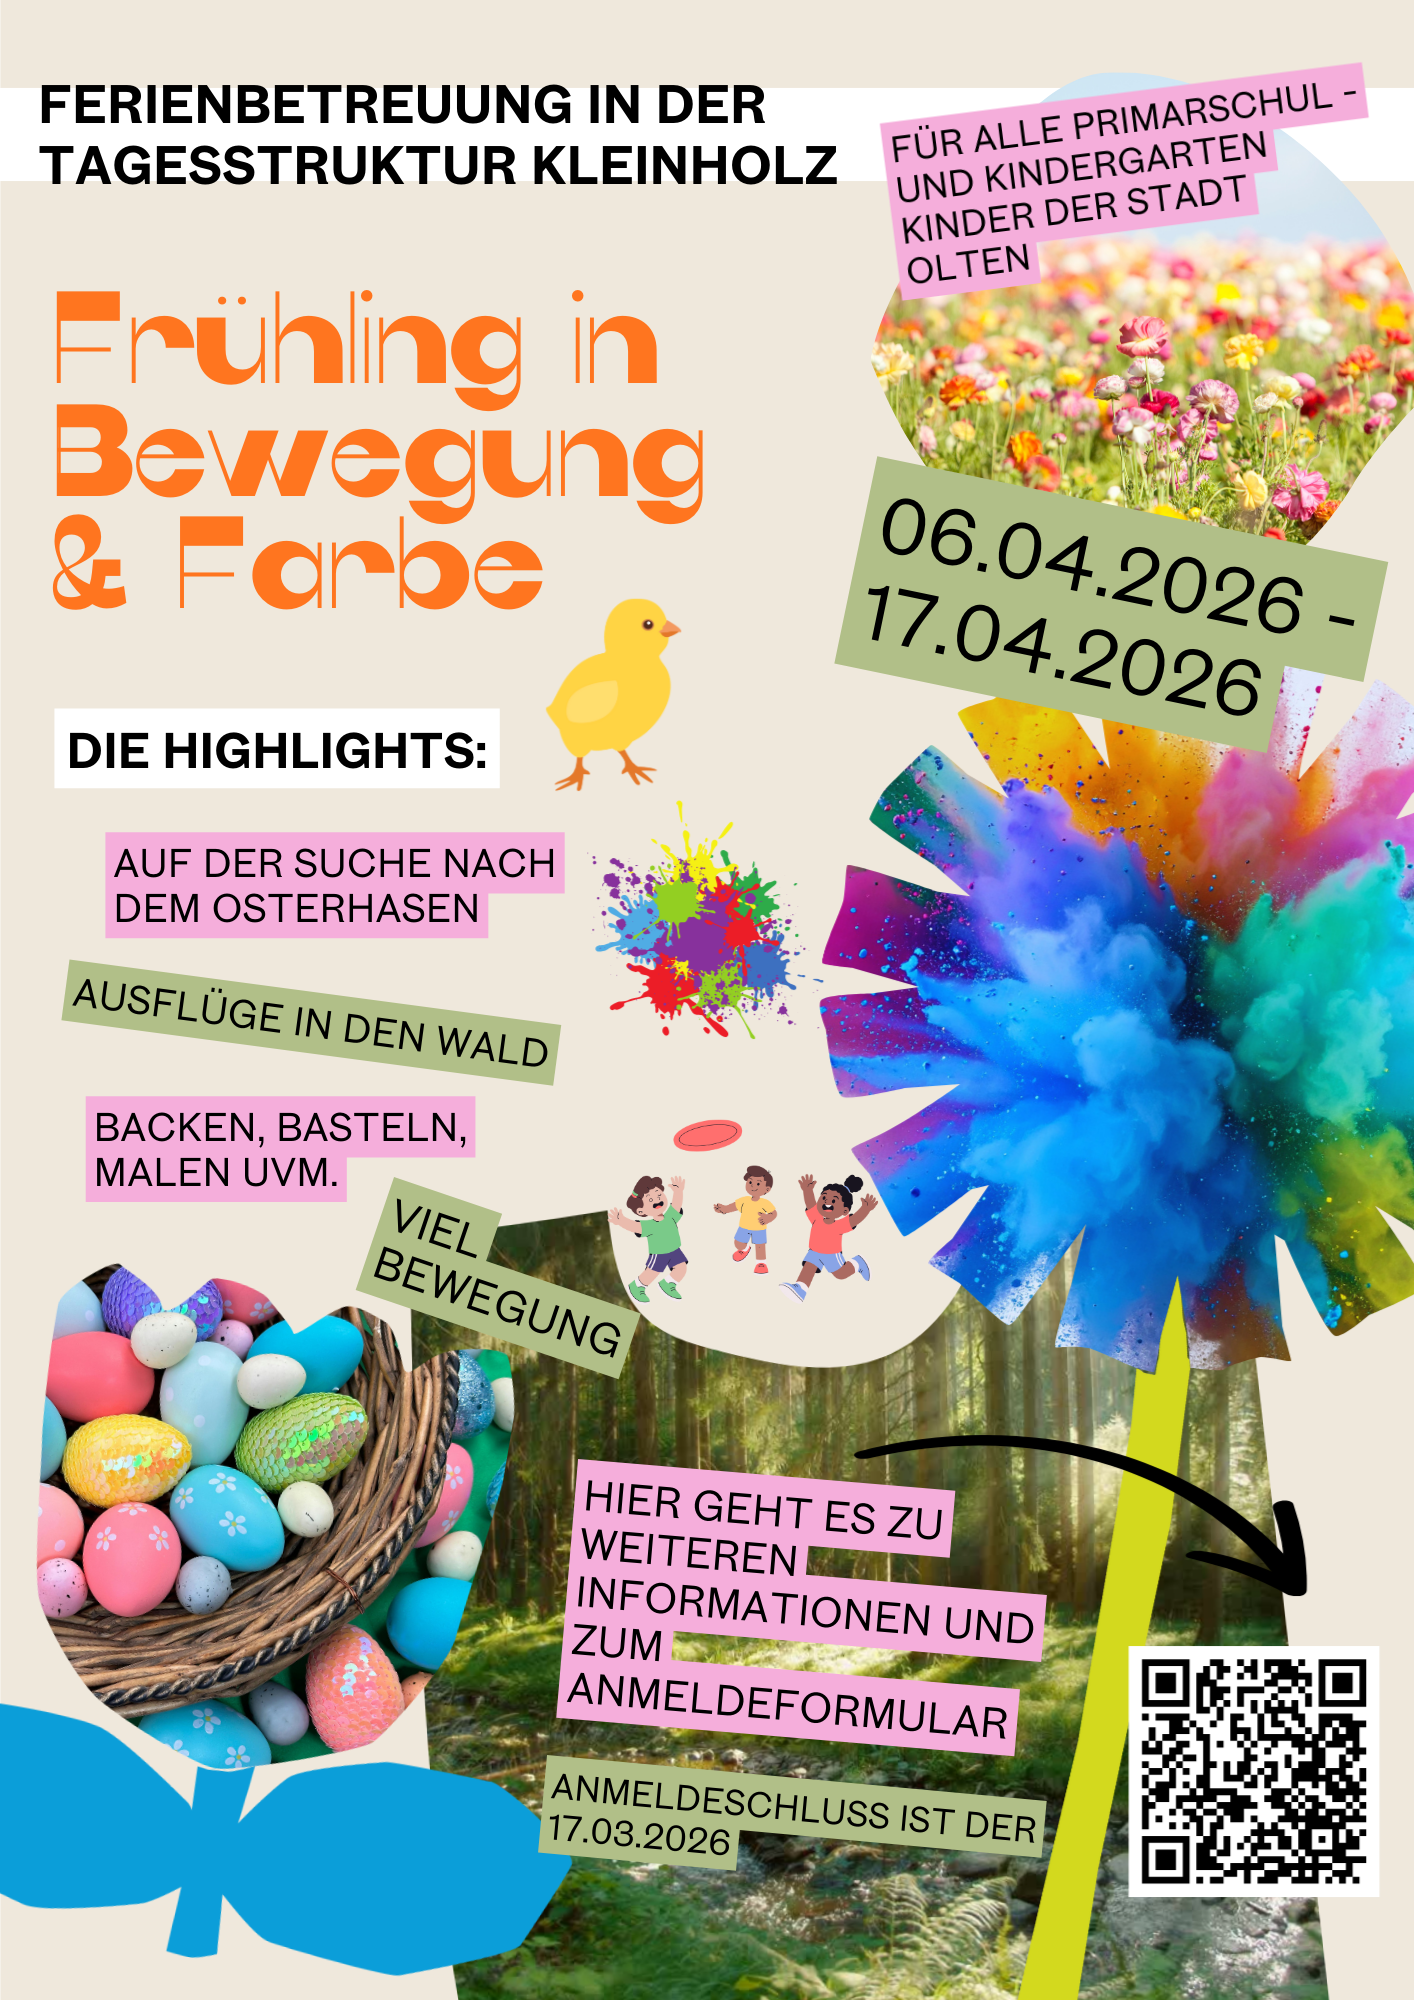 FERIENBETREUUNG IN DER
TAGESSTRUKTUR KLEINHOLZ
FÜR ALLE PRIMARSCHUL -
UND KINDERGARTEN
KINDER DER STADT
OLTEN
Frühling in
Bewegung
& Farbe
06.04.2026 -
17.04.2026
DIE HIGHLIGHTS:
AUF DER SUCHE NACH
DEM OSTERHASEN
AUSFLÜGE IN DEN WALD
BACKEN, BASTELN,
MALEN UVM.
VIEL
BEWEGUNG
HIER GEHT ES ZU
WEITEREN
INFORMATIONEN UND
ZUM
ANMELDEFORMULAR
ANMELDESCHLUSS IST DER
17.03.2026